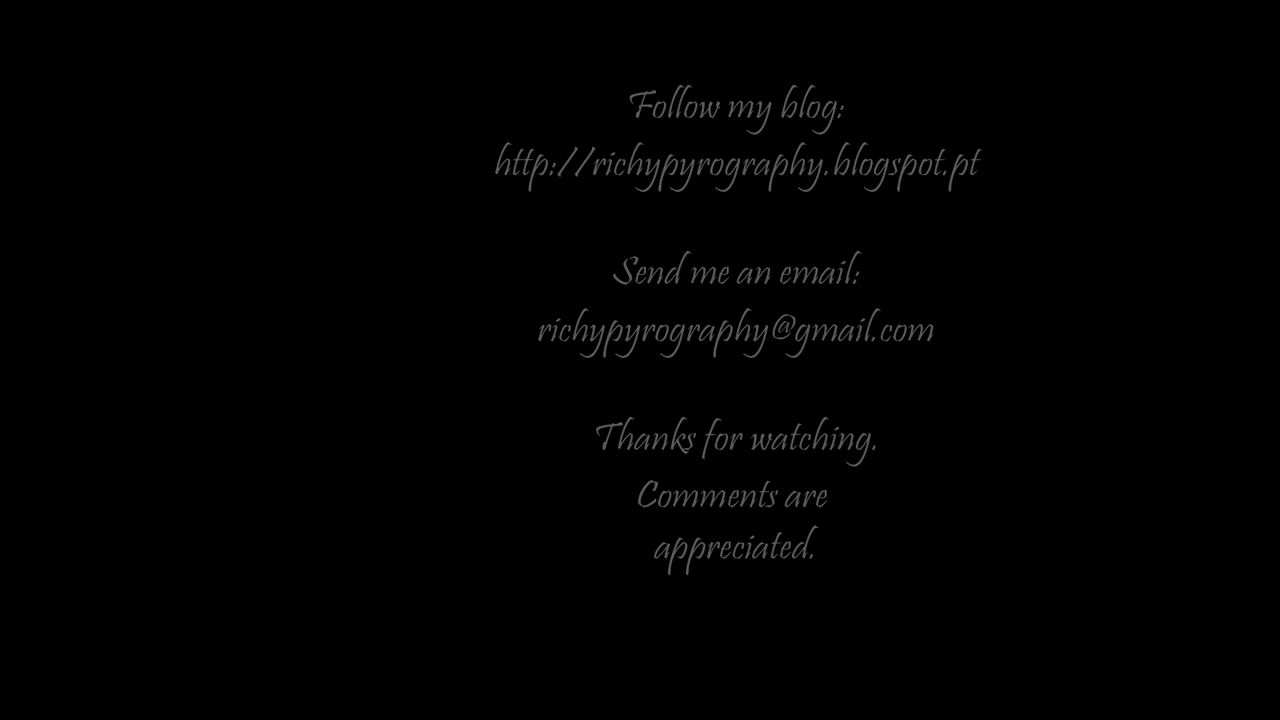 Follow my blog:
http://richypyrography.blogspot.pt
Send me an email:
richypyrography@gmail.com
Thanks for watching.
Comments are
appreciated.